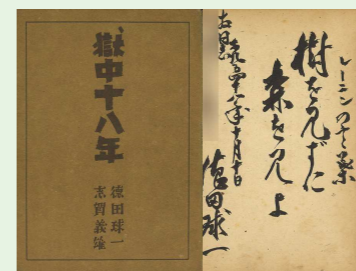 獄中十八年
徳田球一
志賀義雄
レーニンの言葉
樹を見ずに
森を見よ
徳田球一